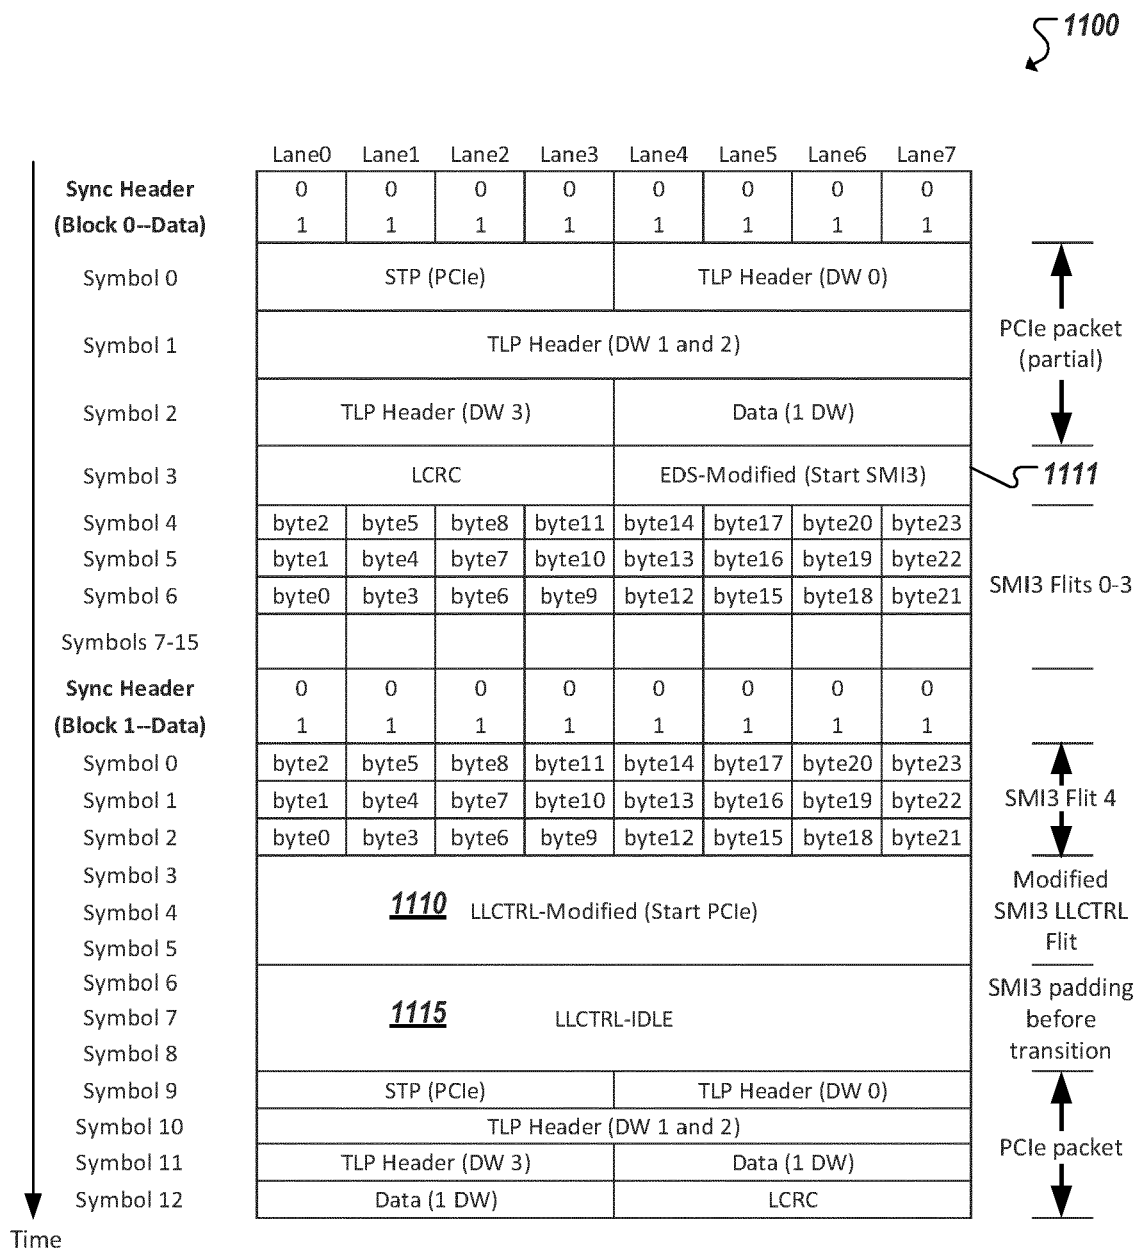 1100
Lane0 Lane1 Lane2 Lane3 Lane4 Lane5 Lane6 Lane7
Sync Header 0 0 0 0 0 0 0 0
(Block 0--Data) 1 1 1 1 1 1 1 1
Symbol 0 STP (PCIe) TLP Header (DW 0)
Symbol 1 TLP Header (DW 1 and 2) PCIe packet
(partial)
Symbol 2 TLP Header (DW 3) Data (1 DW)
Symbol 3 LCRC EDS-Modified (Start SMI3) 1111
Symbol 4 byte2 byte5 byte8 byte11 byte14 byte17 byte20 byte23
Symbol 5 byte1 byte4 byte7 byte10 byte13 byte16 byte19 byte22
Symbol 6 byte0 byte3 byte6 byte9 byte12 byte15 byte18 byte21 SMI3 Flits 0-3
Symbols 7-15
Sync Header 0 0 0 0 0 0 0 0
(Block 1--Data) 1 1 1 1 1 1 1 1
Symbol 0 byte2 byte5 byte8 byte11 byte14 byte17 byte20 byte23
Symbol 1 byte1 byte4 byte7 byte10 byte13 byte16 byte19 byte22 SMI3 Flit 4
Symbol 2 byte0 byte3 byte6 byte9 byte12 byte15 byte18 byte21
Symbol 3 Modified
Symbol 4 1110 LLCTRL-Modified (Start PCIe) SMI3 LLCTRL
Symbol 5 Flit
Symbol 6 SMI3 padding
Symbol 7 1115 LLCTRL-IDLE before
Symbol 8 transition
Symbol 9 STP (PCIe) TLP Header (DW 0)
Symbol 10 TLP Header (DW 1 and 2)
PCIe packet
Symbol 11 TLP Header (DW 3) Data (1 DW)
Symbol 12 Data (1 DW) LCRC
Time